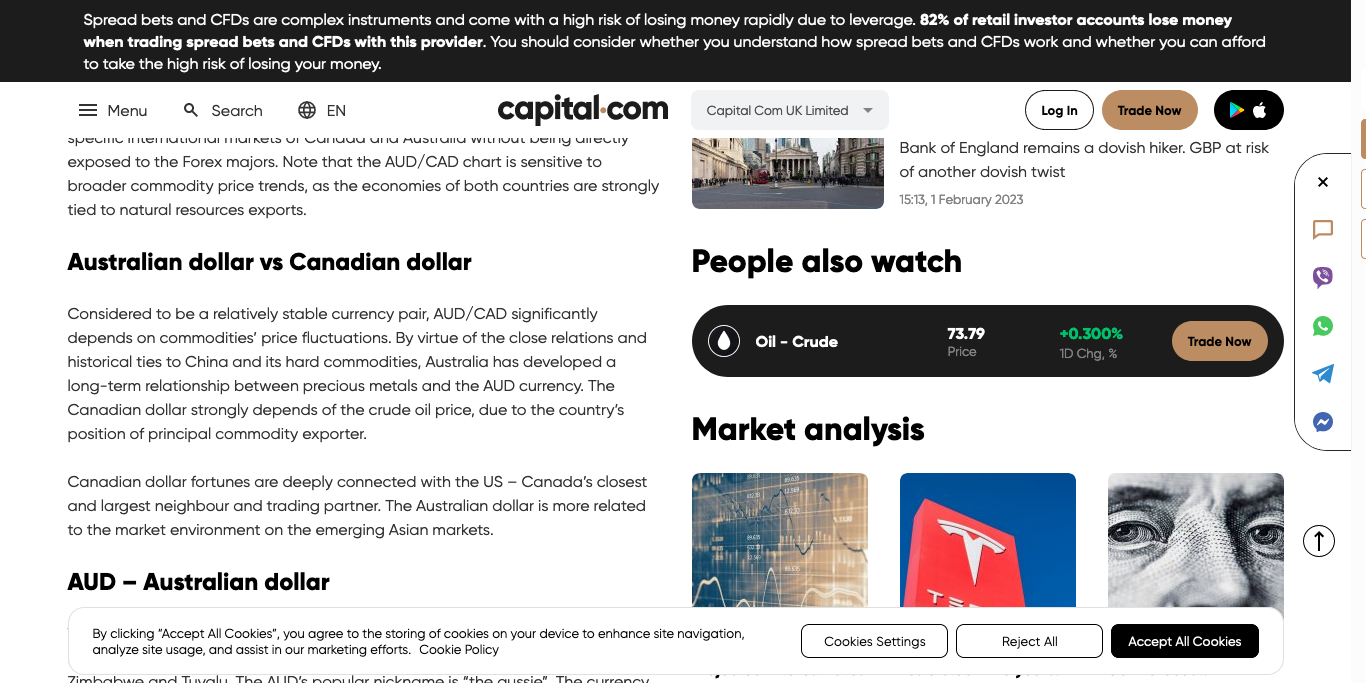 Spread bets and CFDs are complex instruments and come with a high risk of losing money rapidly due to leverage. 82% of retail investor accounts lose money
when trading spread bets and CFDs with this provider. You should consider whether you understand how spread bets and CFDs work and whether you can afford
to take the high risk of losing your money.
Menu
Search
EN
capital.com
Capital Com UK Limited
Log In
Trade Now
specific international markets of Canada and Australia without being directly
exposed to the Forex majors. Note that the AUD/CAD chart is sensitive to
broader commodity price trends, as the economies of both countries are strongly
tied to natural resources exports.
Australian dollar vs Canadian dollar
Considered to be a relatively stable currency pair, AUD/CAD significantly
depends on commodities' price fluctuations. By virtue of the close relations and
historical ties to China and its hard commodities, Australia has developed a
long-term relationship between precious metals and the AUD currency. The
Canadian dollar strongly depends of the crude oil price, due to the country's
position of principal commodity exporter.
Canadian dollar fortunes are deeply connected with the US – Canada's closest
and largest neighbour and trading partner. The Australian dollar is more related
to the market environment on the emerging Asian markets.
AUD – Australian dollar
Zimbabwe and Tuvalu. The AUD's popular nickname is "the aussie". The currency
Bank of England remains a dovish hiker. GBP at risk
of another dovish twist
15:13, 1 February 2023
People also watch
Oil - Crude
73.79
Price
+0.300%
1D Chg, %
Trade Now
Market analysis
By clicking “Accept All Cookies”, you agree to the storing of cookies on your device to enhance site navigation,
analyze site usage, and assist in our marketing efforts. Cookie Policy
Cookies Settings
Reject All
Accept All Cookies